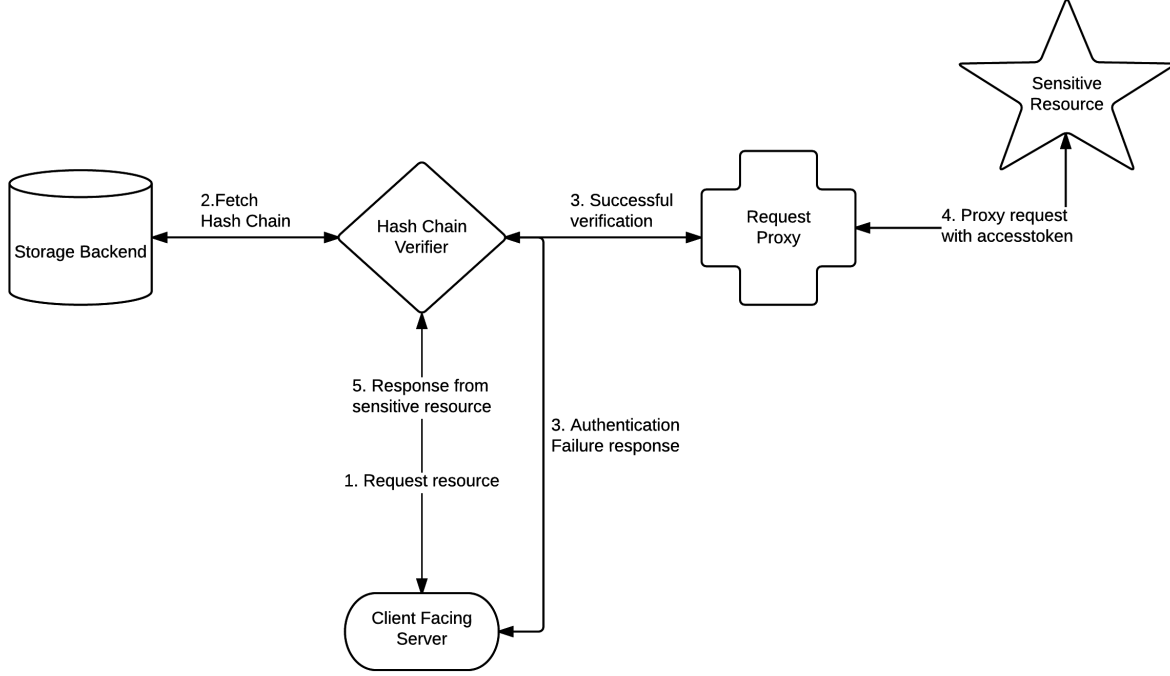 Sensitive
Resource
2.Fetch
Hash Chain
3. Successful
verification
Storage Backend
Hash Chain
Verifier
Request
Proxy
4. Proxy request
with accesstoken
5. Response from
sensitive resource
3. Authentication
Failure response
1. Request resource
Client Facing
Server